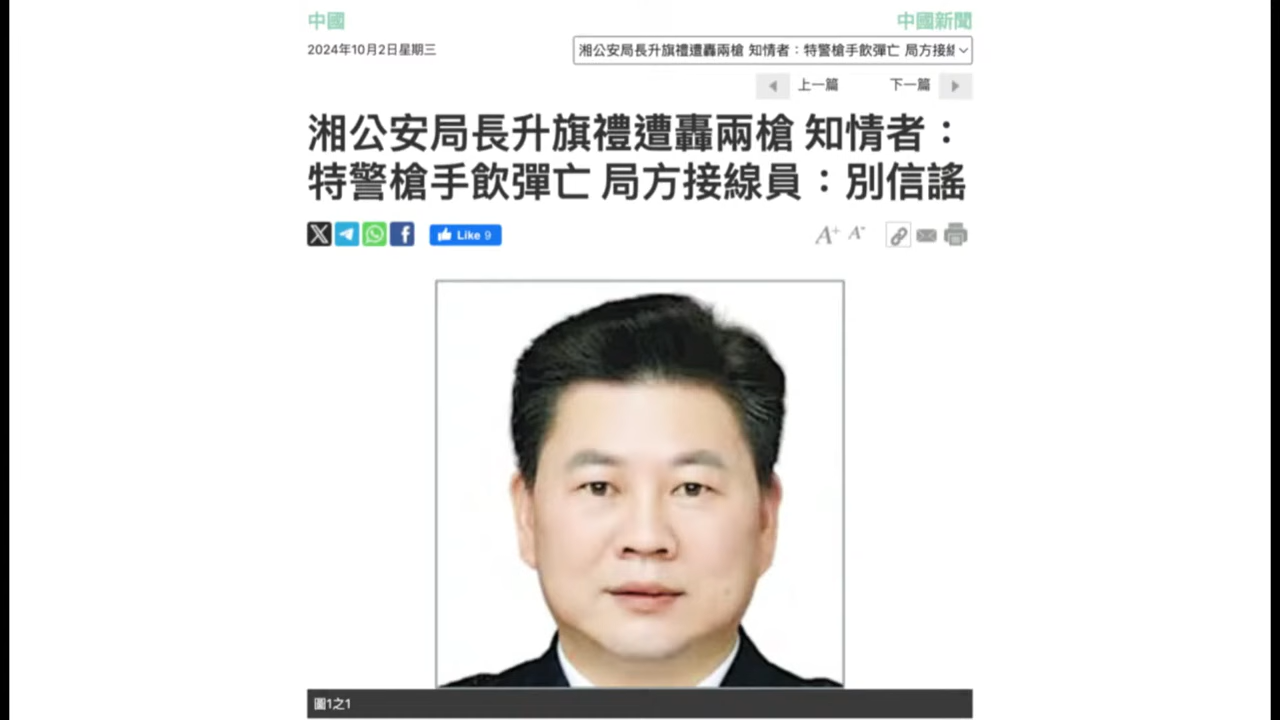 中國
中國新聞
2024年10月2日星期三
湘公安局長升旗禮遭轟兩槍 知情者：特警槍手飲彈亡 局方接線
上一篇
下一篇
湘公安局長升旗禮遭轟兩槍 知情者：
特警槍手飲彈亡 局方接線員：別信謠
Like 9
A+ A-
圖1之1